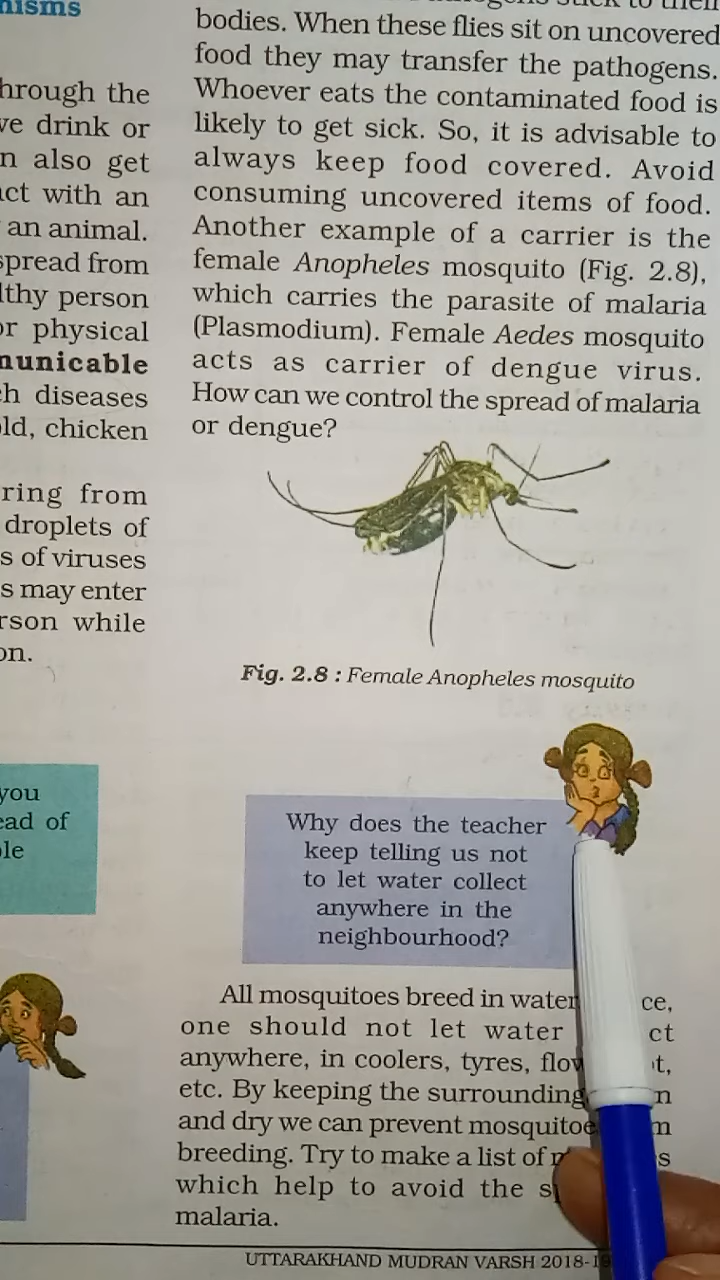 nisms
hrough the
ve drink or
n also get
act with an
an animal.
spread from
lthy person
or physical
municable
ch diseases
old, chicken
ring from
droplets of
s of viruses
s may enter
rson while
on.
you
ead of
le
bodies. When these flies sit on uncovered
food they may transfer the pathogens.
Whoever eats the contaminated food is
likely to get sick. So, it is advisable to
always keep food covered. Avoid
consuming uncovered items of food.
Another example of a carrier is the
female Anopheles mosquito (Fig. 2.8),
which carries the parasite of malaria
(Plasmodium). Female Aedes mosquito
acts as carrier of dengue virus.
How can we control the spread of malaria
or dengue?
Fig. 2.8 : Female Anopheles mosquito
Why does the teacher
keep telling us not
to let water collect
anywhere in the
neighbourhood?
All mosquitoes breed in water ce,
one should not let water ct
anywhere, in coolers, tyres, flow t,
etc. By keeping the surrounding n
and dry we can prevent mosquitoe m
breeding. Try to make a list of s
which help to avoid the
malaria.
UTTARAKHAND MUDRAN VARSH 2018-19